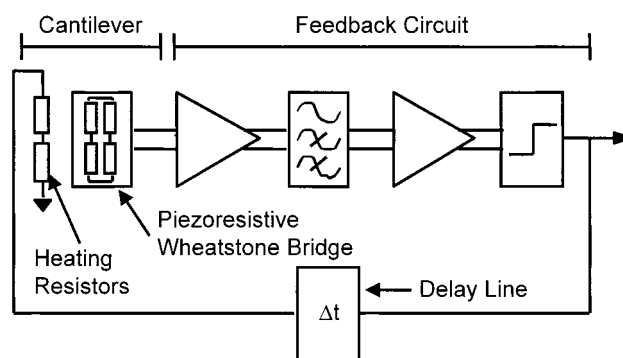 Cantilever
Feedback Circuit
Piezoresistive
Wheatstone Bridge
Heating
Resistors
Delay Line
Δt